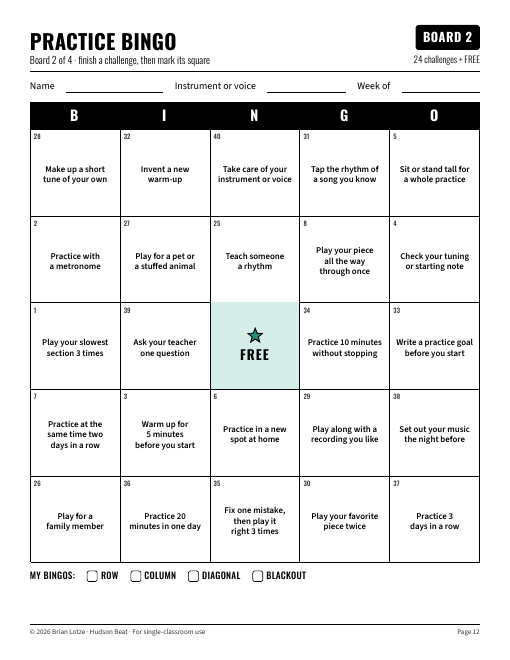 PRACTICE BINGO
BOARD 2
Board 2 of 4 · finish a challenge, then mark its square
24 challenges + FREE
Name
Instrument or voice
Week of
B I N G O
28
Make up a short
tune of your own
32
Invent a new
warm-up
40
Take care of your
instrument or voice
31
Tap the rhythm of
a song you know
5
Sit or stand tall for
a whole practice
2
Practice with
a metronome
27
Play for a pet or
a stuffed animal
25
Teach someone
a rhythm
8
Play your piece
all the way
through once
4
Check your tuning
or starting note
1
Play your slowest
section 3 times
39
Ask your teacher
one question
FREE
34
Practice 10 minutes
without stopping
33
Write a practice goal
before you start
7
Practice at the
same time two
days in a row
3
Warm up for
5 minutes
before you start
6
Practice in a new
spot at home
29
Play along with a
recording you like
38
Set out your music
the night before
26
Play for a
family member
36
Practice 20
minutes in one day
35
Fix one mistake,
then play it
right 3 times
30
Play your favorite
piece twice
37
Practice 3
days in a row
MY BINGOS: ROW COLUMN DIAGONAL BLACKOUT
© 2026 Brian Lotze · Hudson Beat · For single-classroom use
Page 12